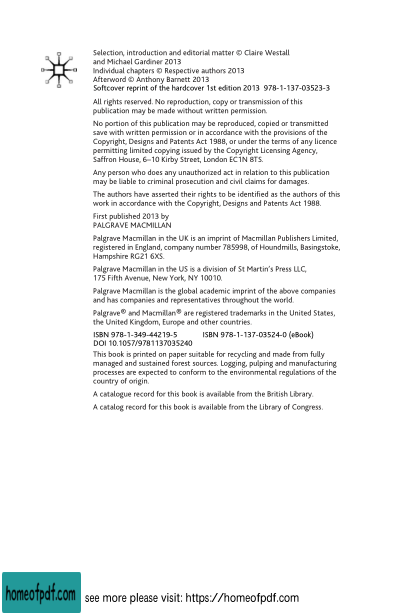 Selection, introduction and editorial matter © Claire Westall
and Michael Gardiner 2013
Individual chapters © Respective authors 2013
Afterword © Anthony Barnett 2013
Softcover reprint of the hardcover 1st edition 2013 978-1-137-03523-3
All rights reserved. No reproduction, copy or transmission of this
publication may be made without written permission.
No portion of this publication may be reproduced, copied or transmitted
save with written permission or in accordance with the provisions of the
Copyright, Designs and Patents Act 1988, or under the terms of any licence
permitting limited copying issued by the Copyright Licensing Agency,
Saffron House, 6–10 Kirby Street, London EC1N 8TS.
Any person who does any unauthorized act in relation to this publication
may be liable to criminal prosecution and civil claims for damages.
The authors have asserted their rights to be identified as the authors of this
work in accordance with the Copyright, Designs and Patents Act 1988.
First published 2013 by
PALGRAVE MACMILLAN
Palgrave Macmillan in the UK is an imprint of Macmillan Publishers Limited,
registered in England, company number 785998, of Houndmills, Basingstoke,
Hampshire RG21 6XS.
Palgrave Macmillan in the US is a division of St Martin's Press LLC,
175 Fifth Avenue, New York, NY 10010.
Palgrave Macmillan is the global academic imprint of the above companies
and has companies and representatives throughout the world.
Palgrave® and Macmillan® are registered trademarks in the United States,
the United Kingdom, Europe and other countries.
ISBN 978-1-349-44219-5 ISBN 978-1-137-03524-0 (eBook)
DOI 10.1057/9781137035240
This book is printed on paper suitable for recycling and made from fully
managed and sustained forest sources. Logging, pulping and manufacturing
processes are expected to conform to the environmental regulations of the
country of origin.
A catalogue record for this book is available from the British Library.
A catalog record for this book is available from the Library of Congress.
homeofpdf.com
see more please visit: https://homeofpdf.com